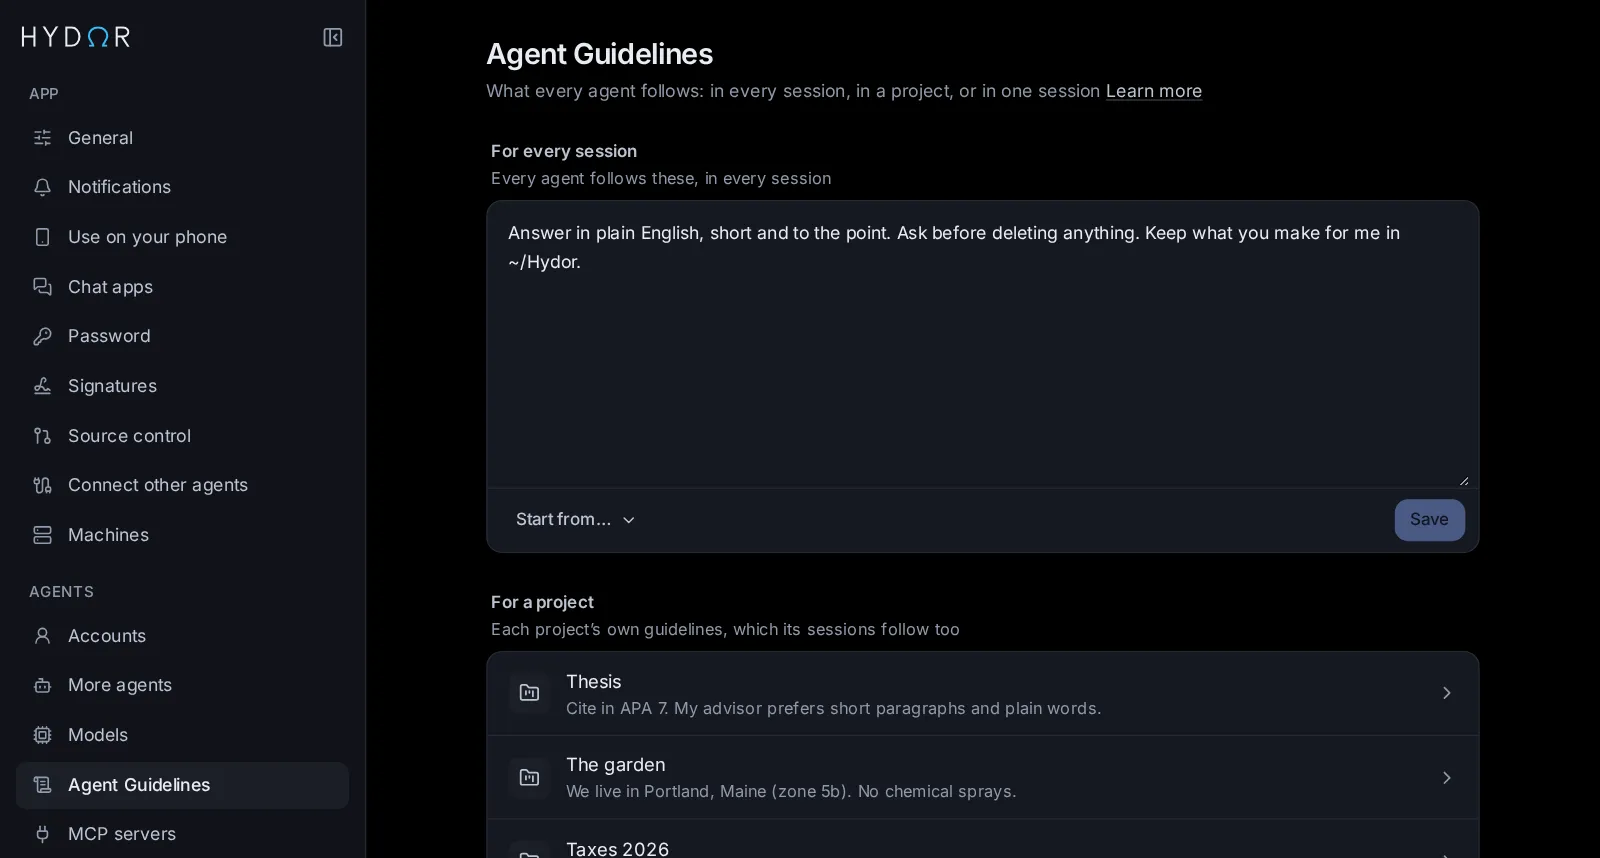 HYDΩR
APP
General
Notifications
Use on your phone
Chat apps
Password
Signatures
Source control
Connect other agents
Machines
AGENTS
Accounts
More agents
Models
Agent Guidelines
MCP servers
Agent Guidelines
What every agent follows: in every session, in a project, or in one session Learn more
For every session
Every agent follows these, in every session
Answer in plain English, short and to the point. Ask before deleting anything. Keep what you make for me in
~/Hydor.
Start from...
Save
For a project
Each project’s own guidelines, which its sessions follow too
Thesis
Cite in APA 7. My advisor prefers short paragraphs and plain words.
The garden
We live in Portland, Maine (zone 5b). No chemical sprays.
Taxes 2026